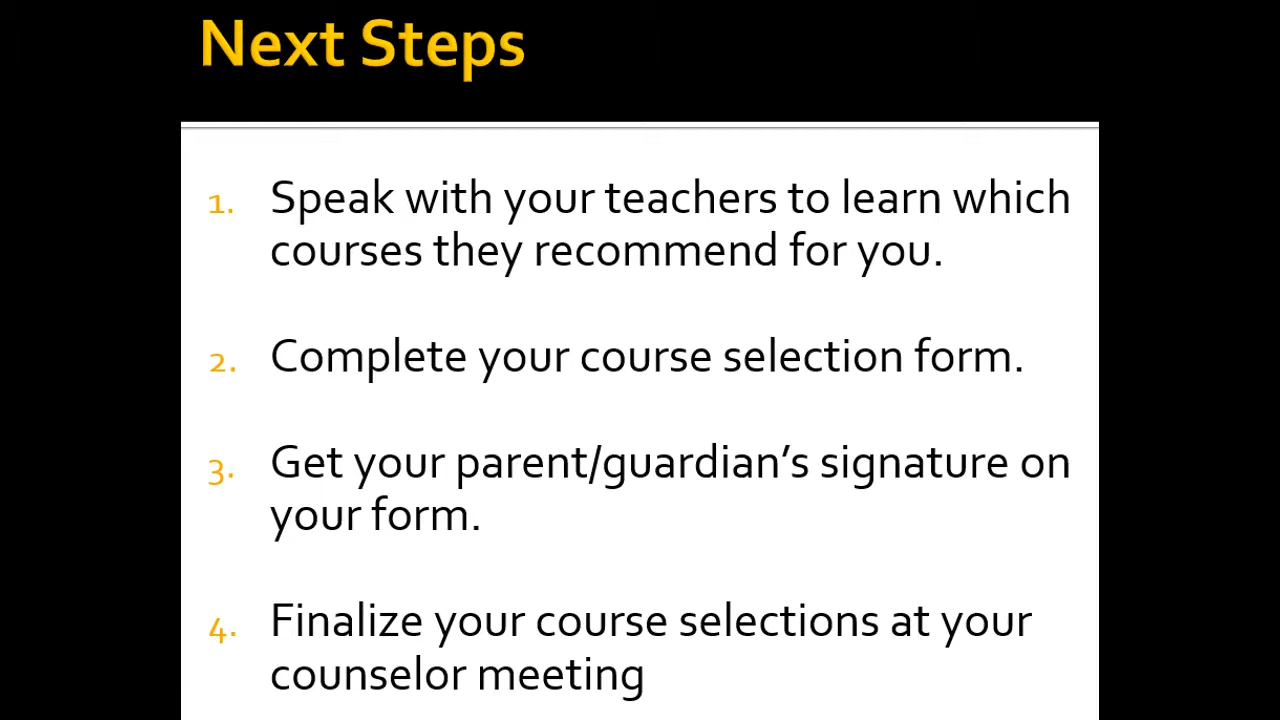 Next Steps
1. Speak with your teachers to learn which
courses they recommend for you.
2. Complete your course selection form.
3. Get your parent/guardian’s signature on
your form.
4. Finalize your course selections at your
counselor meeting